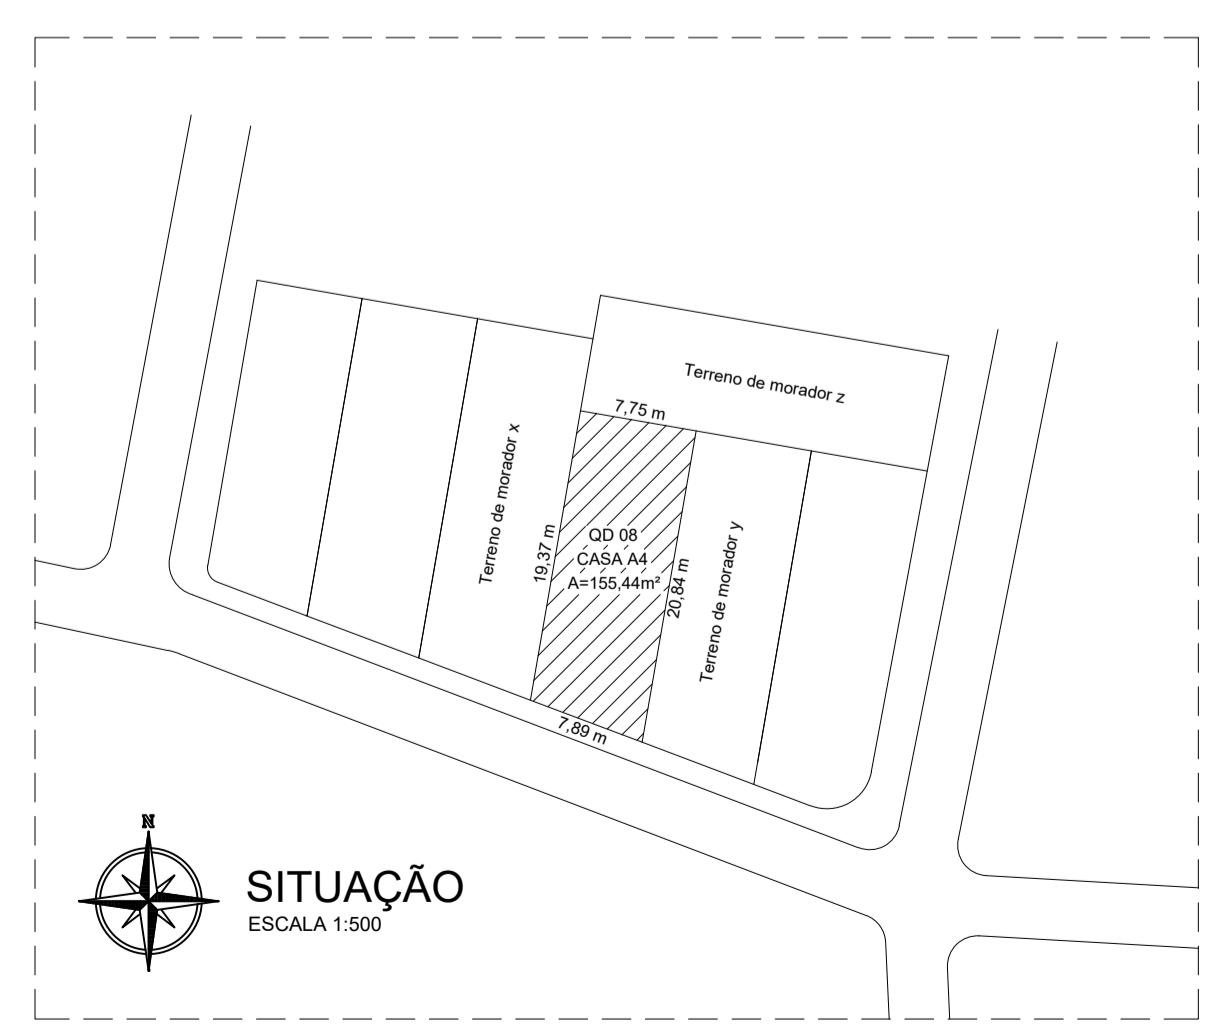 Terreno de morador z
7,75 m
Terreno de morador x
19,37 m
QD 08
CASA A4
A=155,44m²
20,84 m
Terreno de morador y
7,89 m
N
SITUAÇÃO
ESCALA 1:500